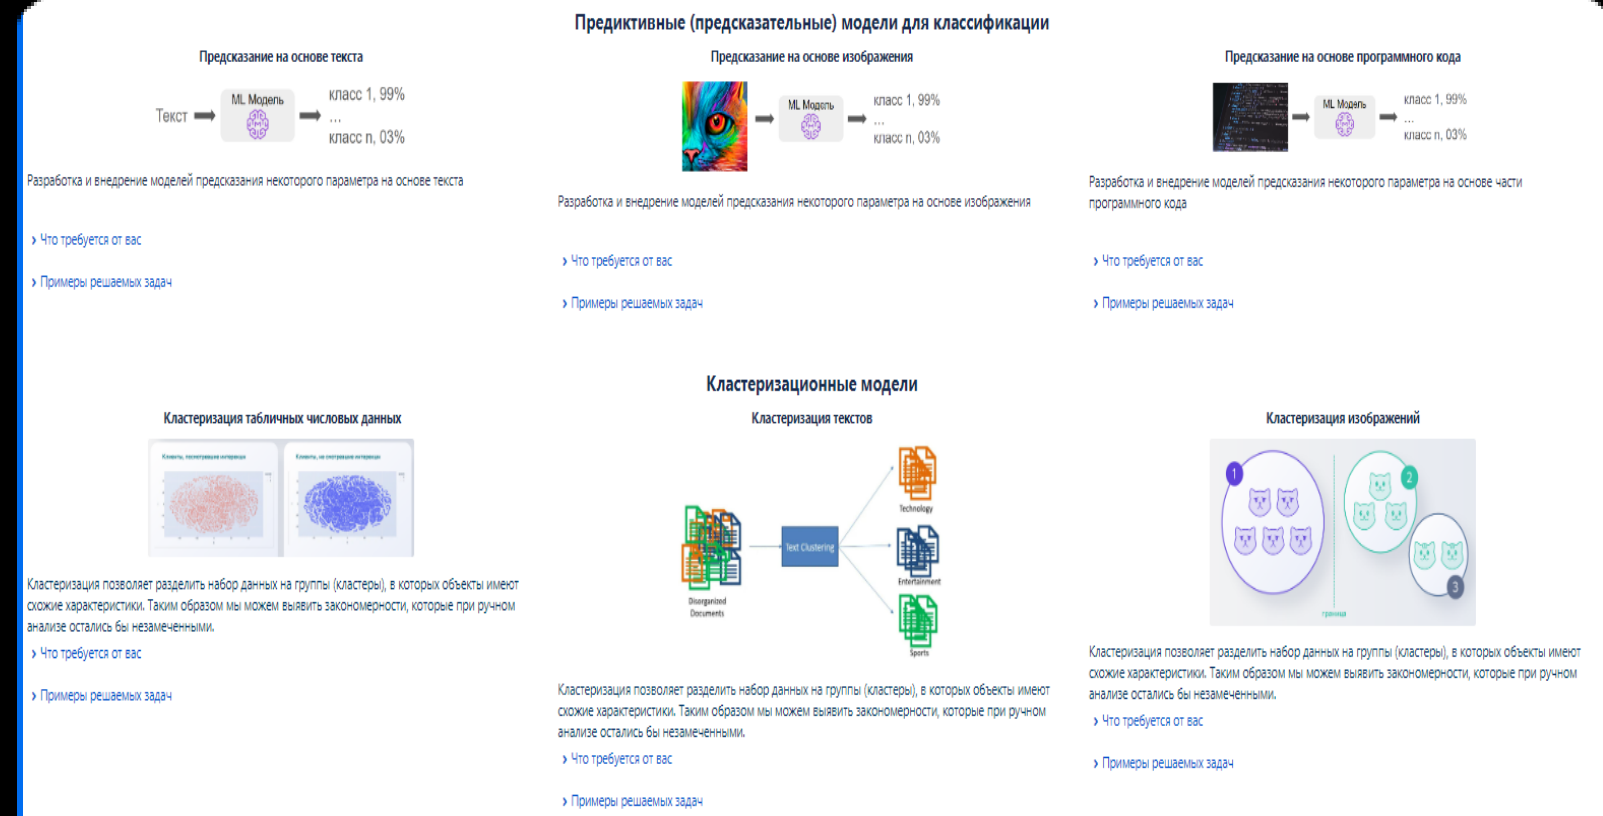 Предиктивные (предсказательные) модели для классификации
Предсказание на основе текста
Текст
ML Модель
класс 1, 99%
...
класс n, 03%
Разработка и внедрение моделей предсказания некоторого параметра на основе текста
Что требуется от вас
Примеры решаемых задач
Предсказание на основе изображения
ML Модель
класс 1, 99%
...
класс n, 03%
Разработка и внедрение моделей предсказания некоторого параметра на основе изображения
Что требуется от вас
Примеры решаемых задач
Предсказание на основе программного кода
ML Модель
класс 1, 99%
...
класс n, 03%
Разработка и внедрение моделей предсказания некоторого параметра на основе части
программного кода
Что требуется от вас
Примеры решаемых задач
Кластеризационные модели
Кластеризация табличных числовых данных
Клиенты, посмотревшие материал
Клиенты, не смотревшие материал
Кластеризация позволяет разделить набор данных на группы (кластеры), в которых объекты имеют
схожие характеристики. Таким образом мы можем выявить закономерности, которые при ручном
анализе остались бы незамеченными.
Что требуется от вас
Примеры решаемых задач
Кластеризация текстов
Disorganized
Documents
Text Clustering
Technology
Entertainment
Sports
Кластеризация позволяет разделить набор данных на группы (кластеры), в которых объекты имеют
схожие характеристики. Таким образом мы можем выявить закономерности, которые при ручном
анализе остались бы незамеченными.
Что требуется от вас
Примеры решаемых задач
Кластеризация изображений
1
2
3
граница
Кластеризация позволяет разделить набор данных на группы (кластеры), в которых объекты имеют
схожие характеристики. Таким образом мы можем выявить закономерности, которые при ручном
анализе остались бы незамеченными.
Что требуется от вас
Примеры решаемых задач